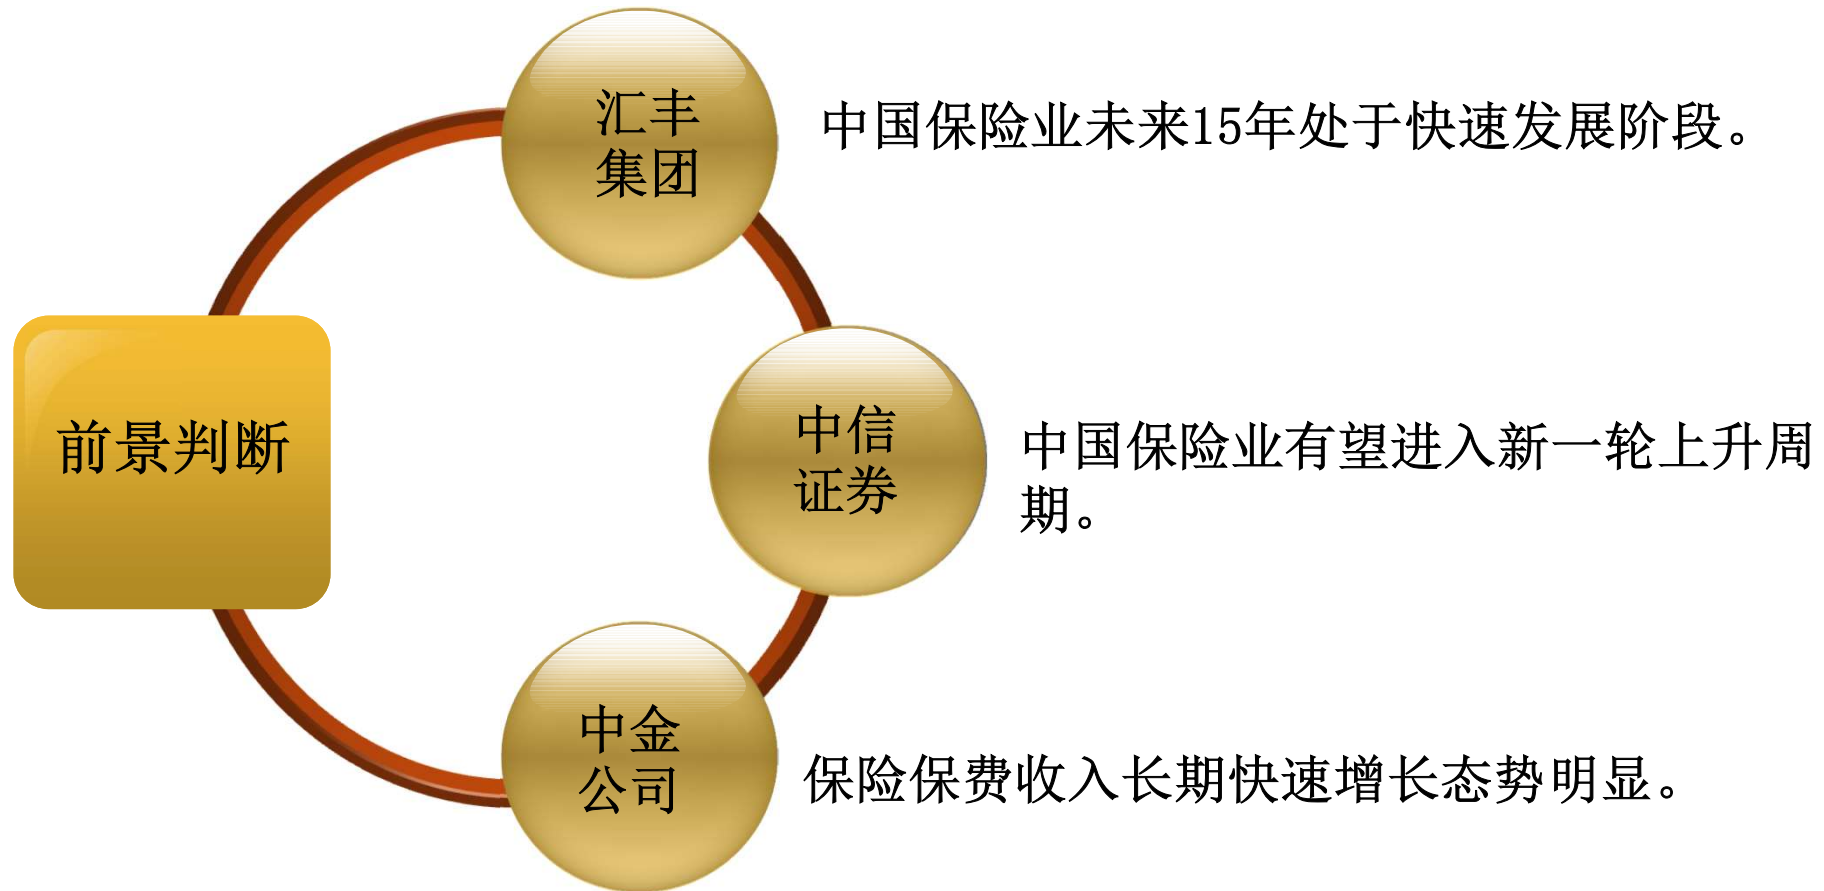 前景判断
汇丰
集团
中国保险业未来15年处于快速发展阶段。
中信
证券
中国保险业有望进入新一轮上升周
期。
中金
公司
保险保费收入长期快速增长态势明显。